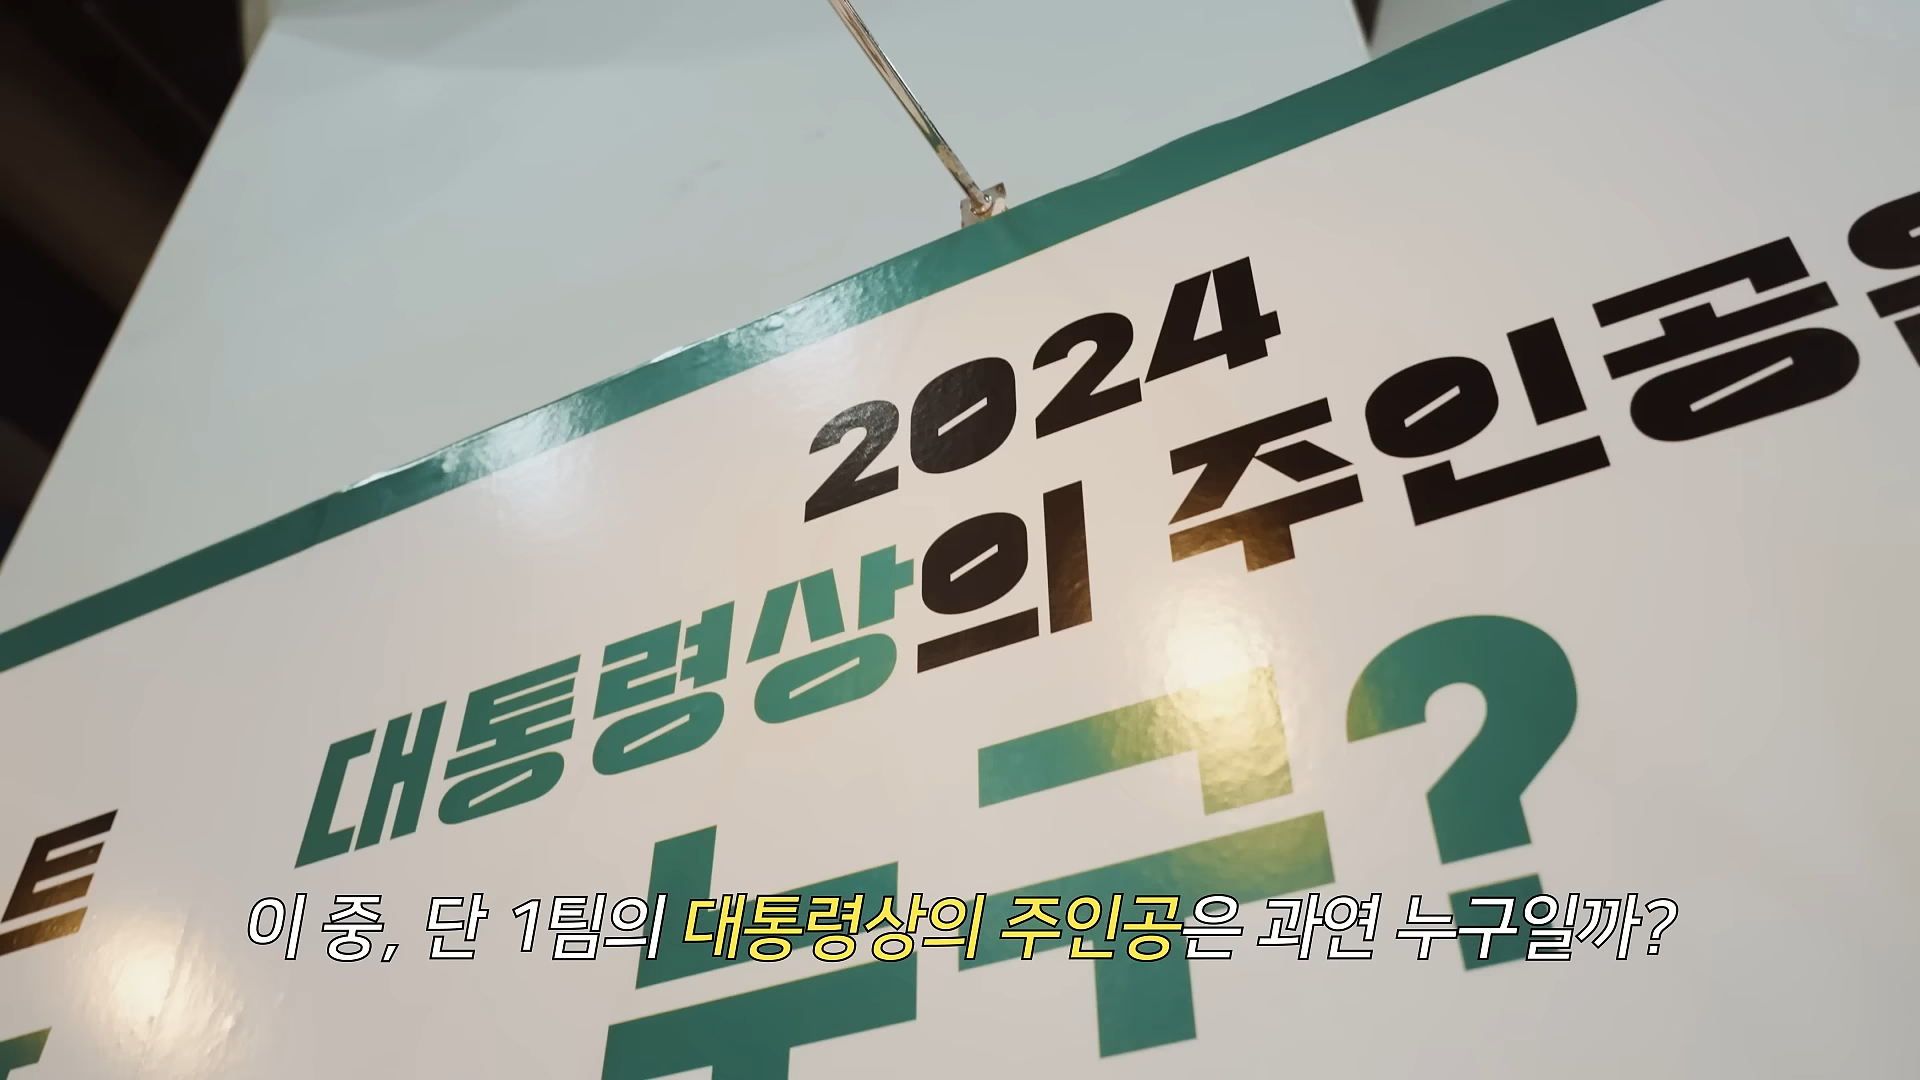 2024
대통령상의 주인공은
누구?
트
이 중, 단 1팀의 대통령상의 주인공은 과연 누구일까?